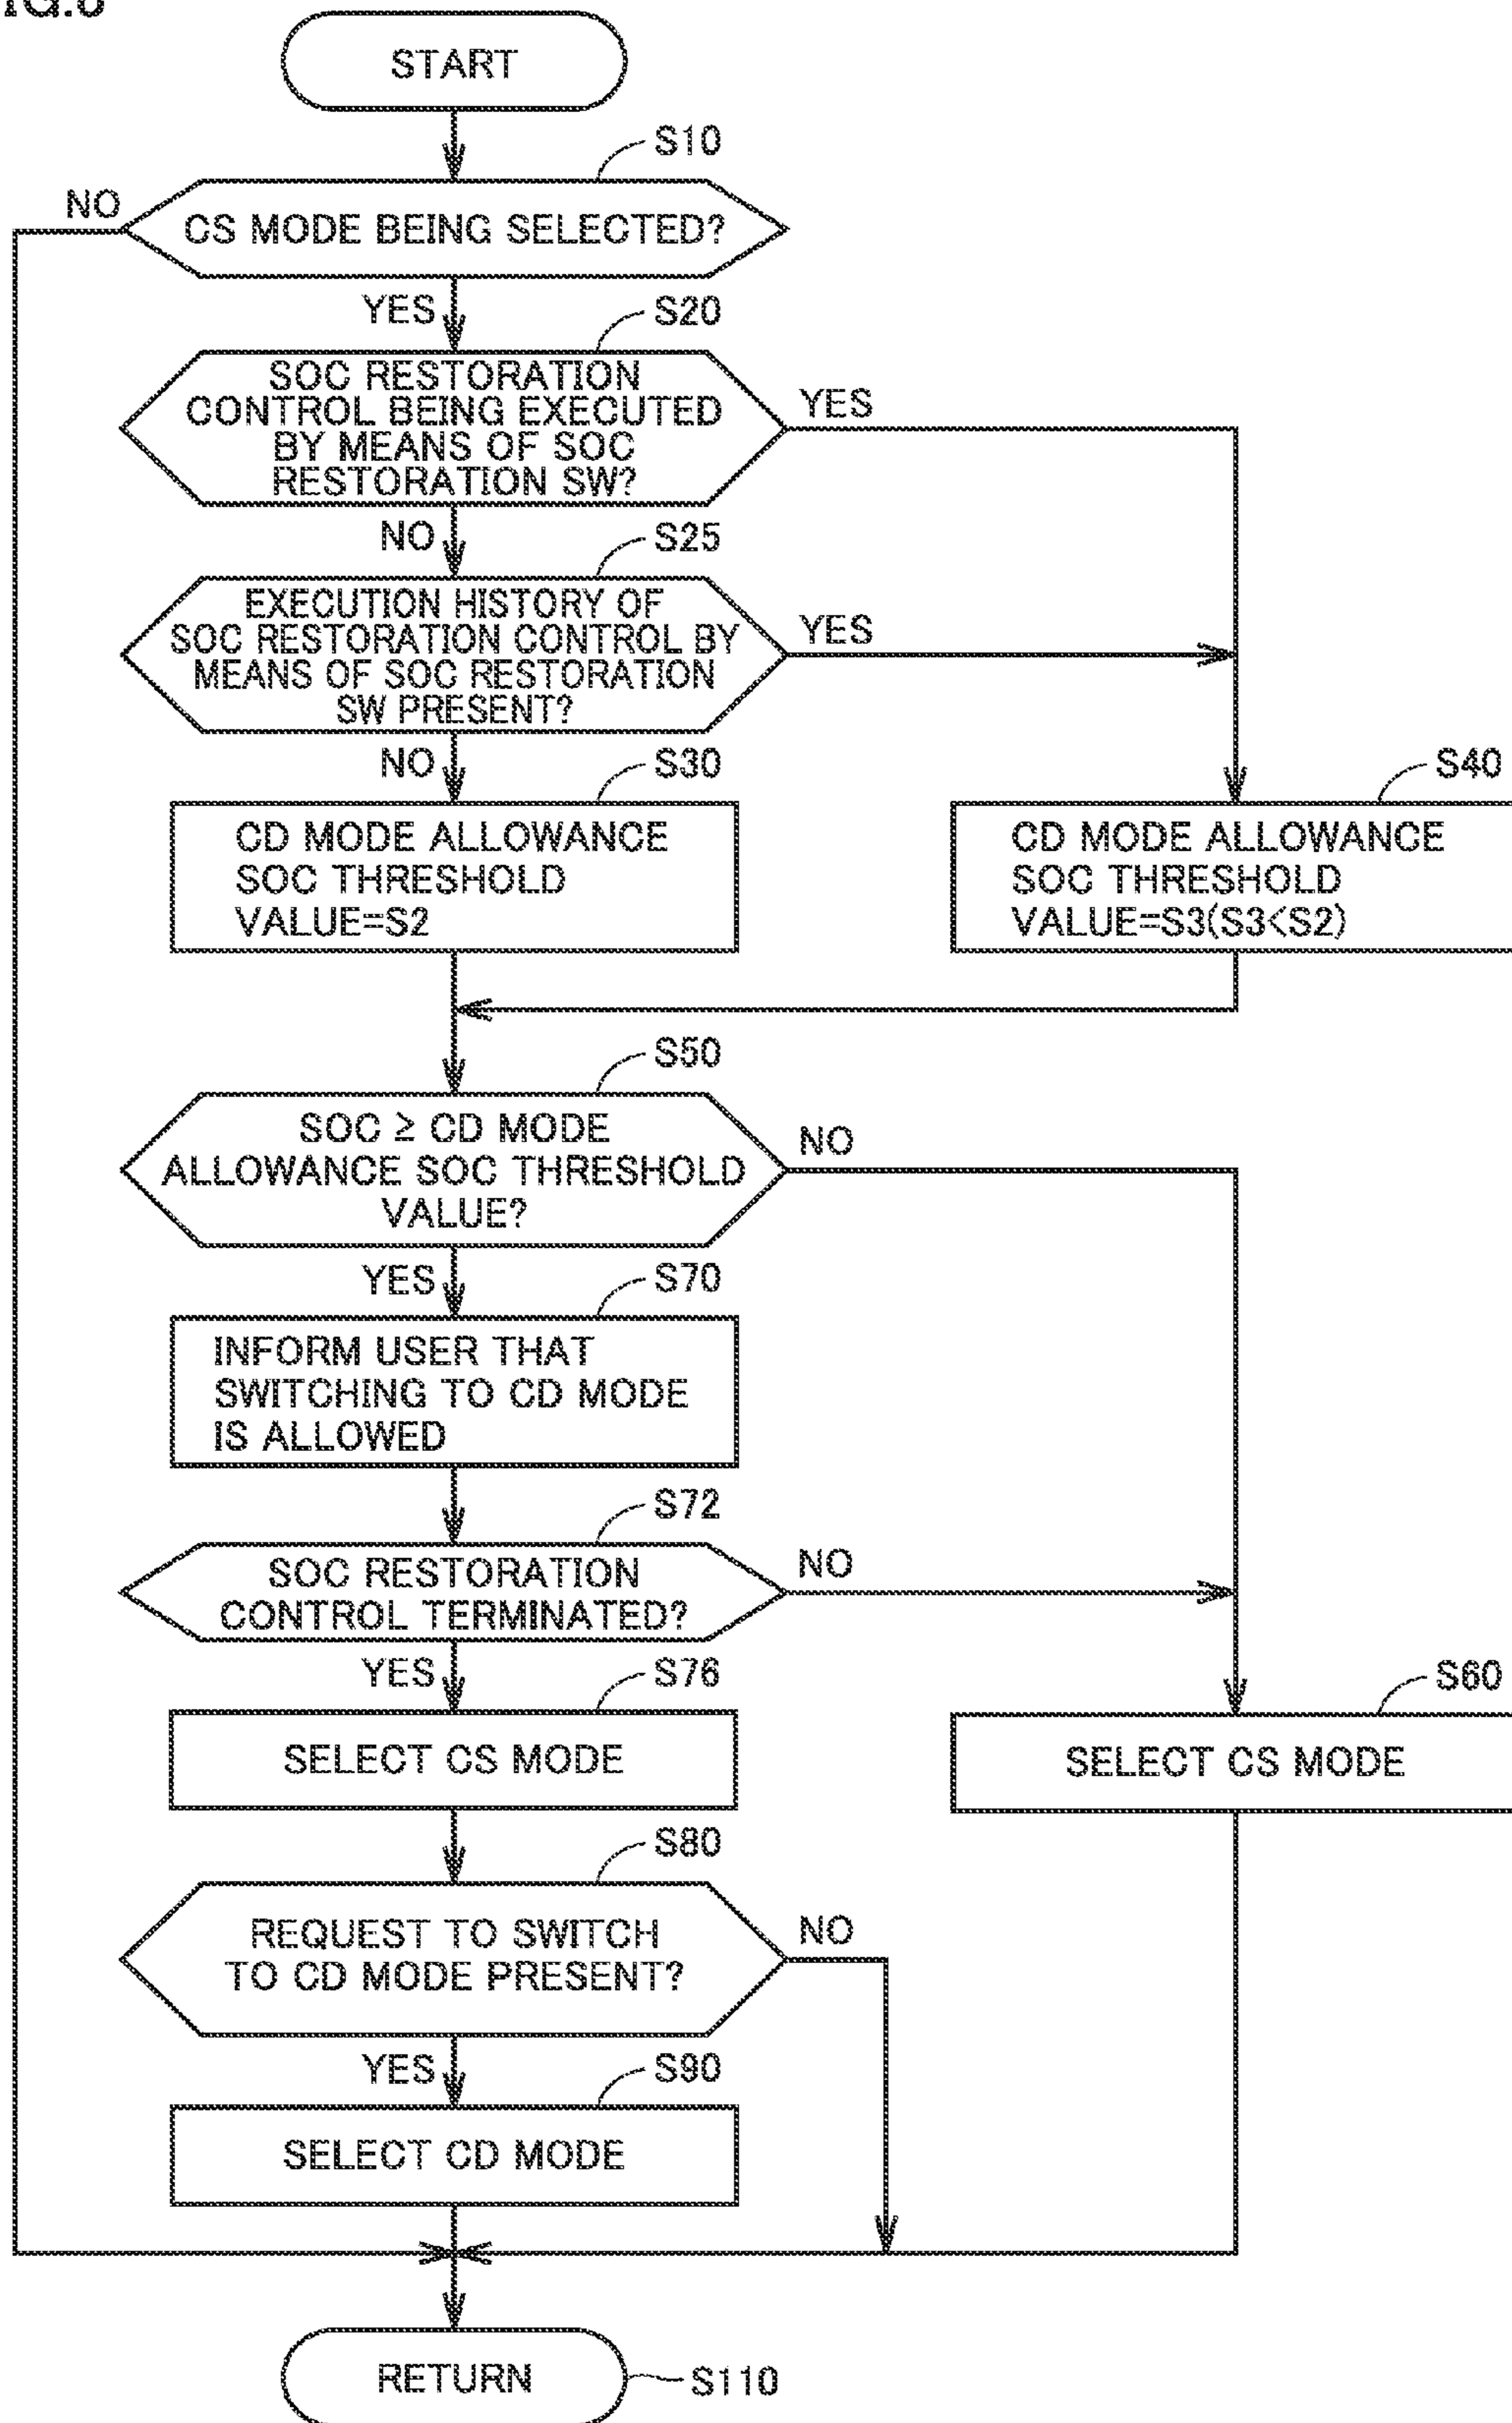 START
S10
NO
CS MODE BEING SELECTED?
YES
S20
SOC RESTORATION
CONTROL BEING EXECUTED
BY MEANS OF SOC
RESTORATION SW?
YES
NO
S25
EXECUTION HISTORY OF
SOC RESTORATION CONTROL BY
MEANS OF SOC RESTORATION
SW PRESENT?
YES
NO
S30
CD MODE ALLOWANCE
SOC THRESHOLD
VALUE=S2
S40
CD MODE ALLOWANCE
SOC THRESHOLD
VALUE=S3(S3<S2)
S50
SOC ≥ CD MODE
ALLOWANCE SOC THRESHOLD
VALUE?
NO
YES
S70
INFORM USER THAT
SWITCHING TO CD MODE
IS ALLOWED
S72
SOC RESTORATION
CONTROL TERMINATED?
NO
YES
S76
SELECT CS MODE
S60
SELECT CS MODE
S80
REQUEST TO SWITCH
TO CD MODE PRESENT?
NO
YES
S90
SELECT CD MODE
RETURN
S110